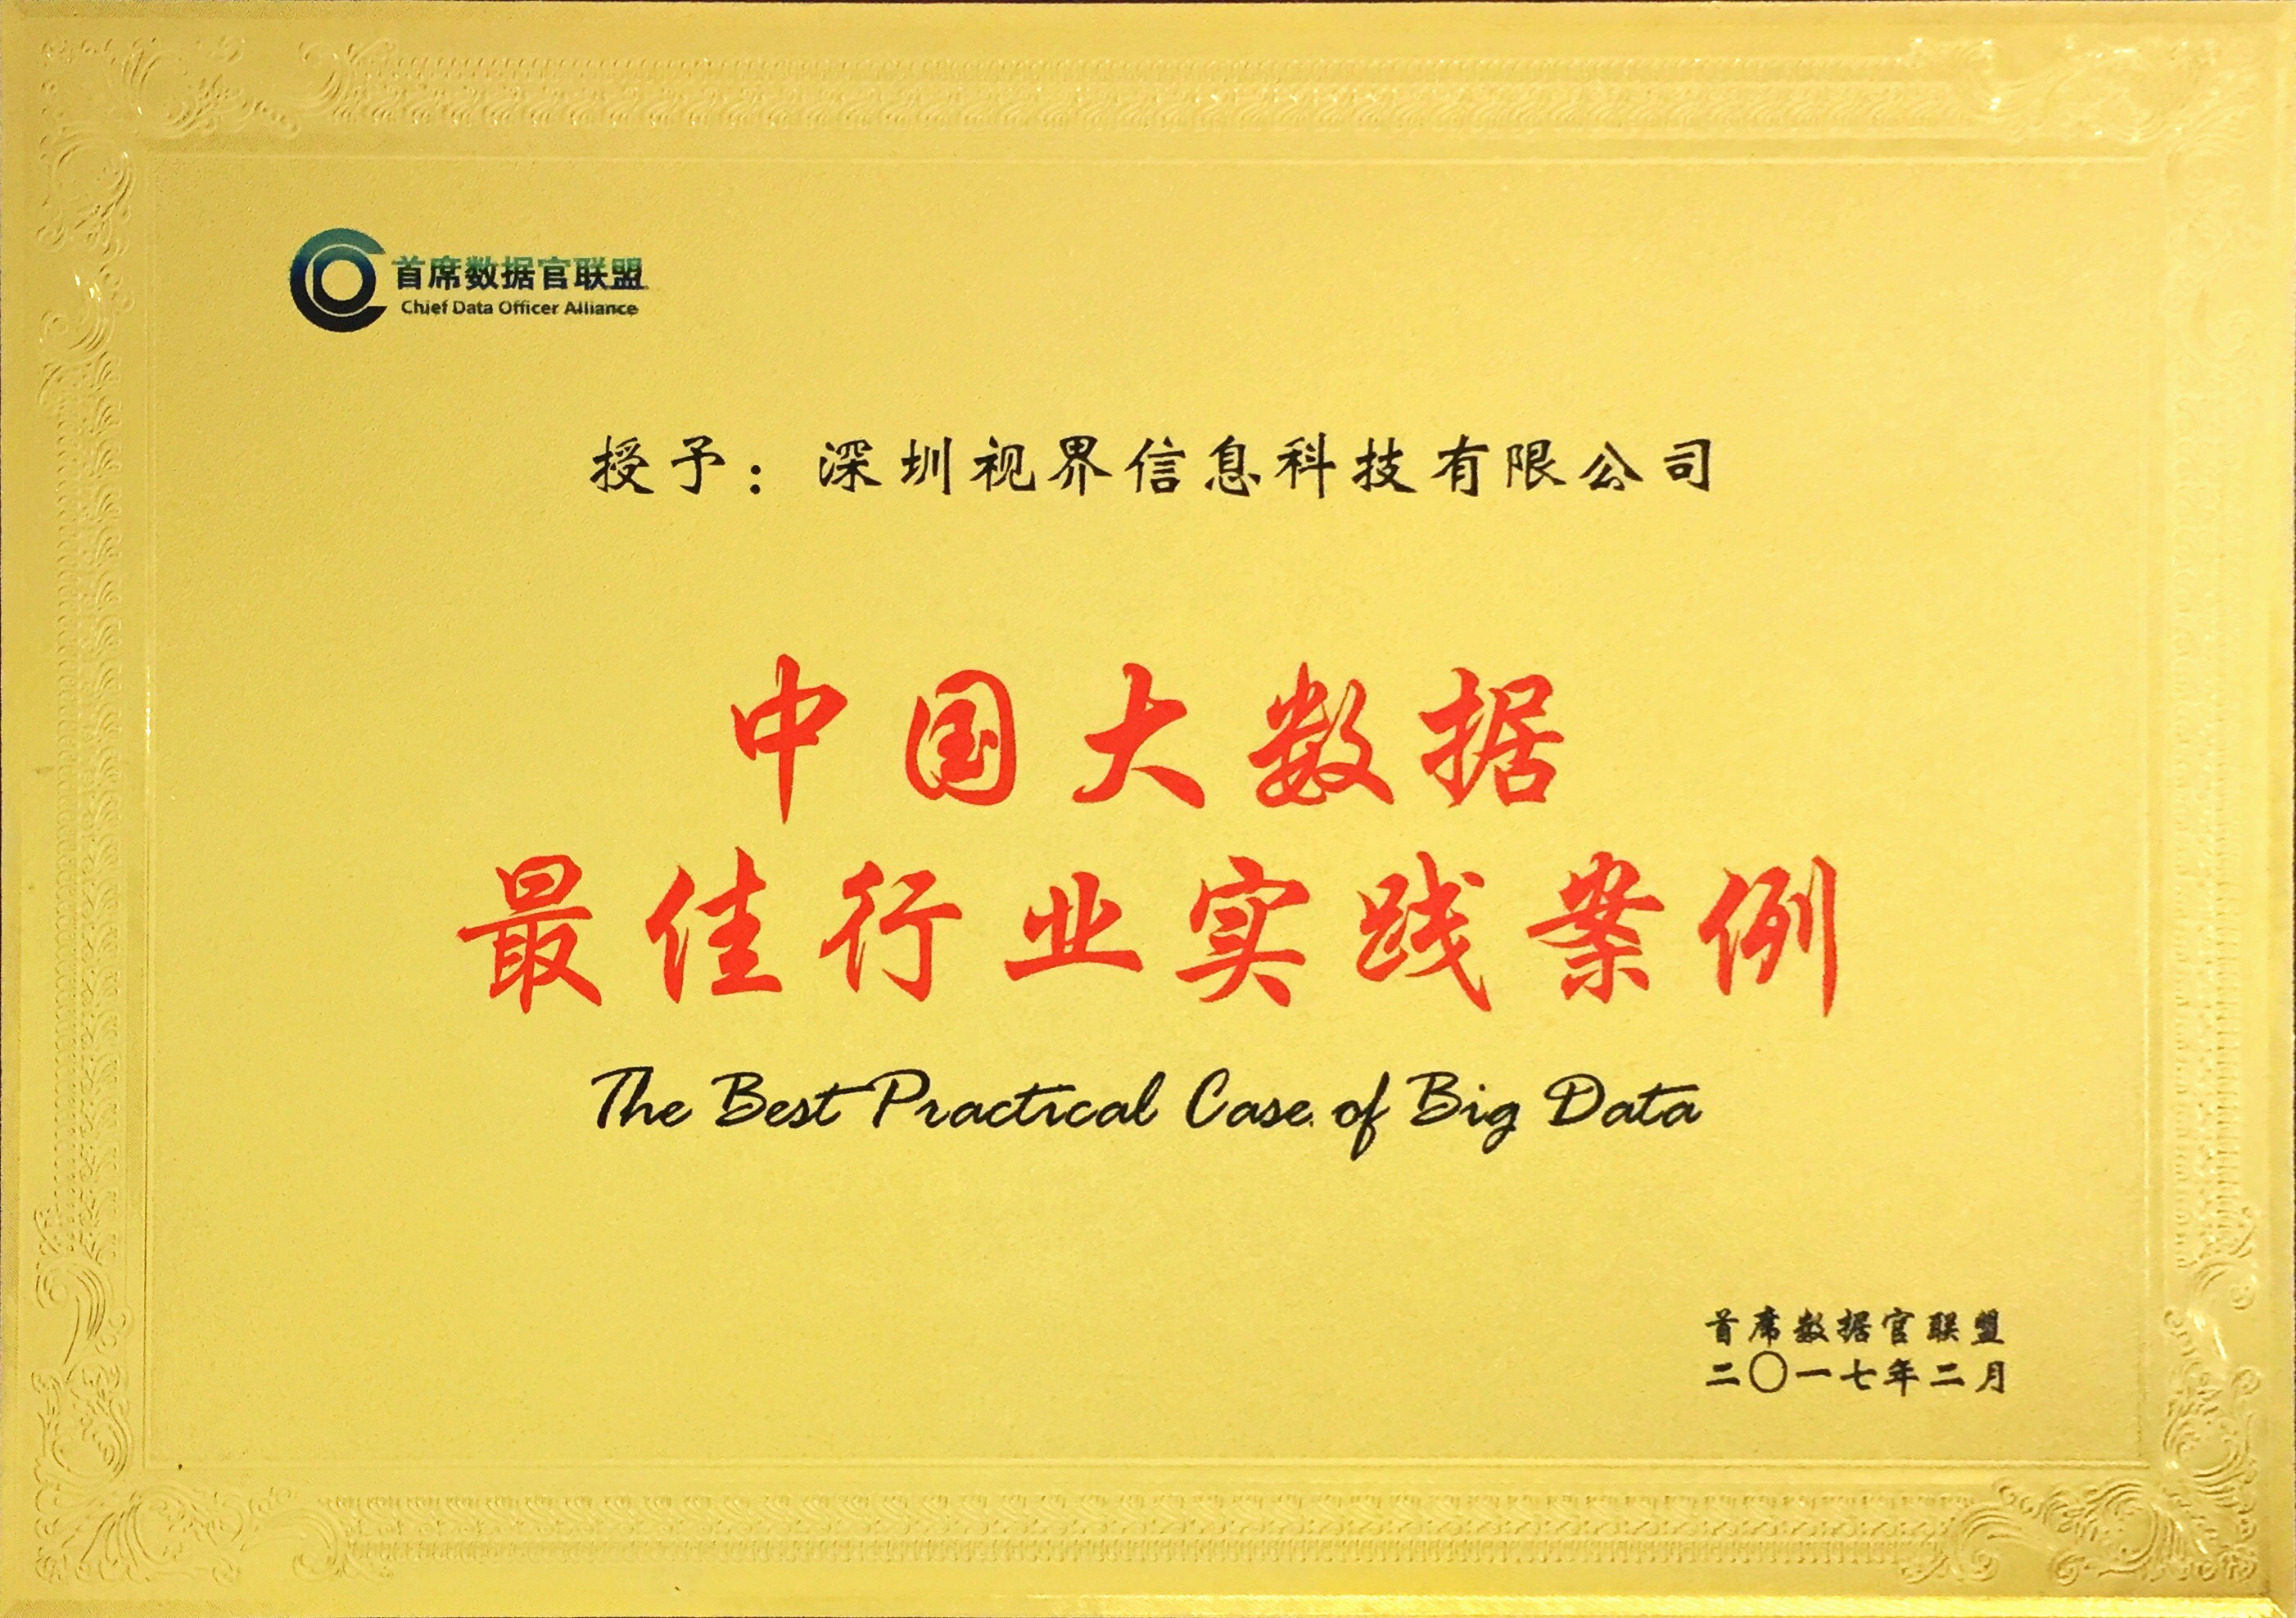 首席数据官联盟
Chief Data Officer Alliance
授予：深圳视界信息科技有限公司
中国大数据
最佳行业实践案例
The Best Practical Case of Big Data
首席数据官联盟
二〇一七年二月